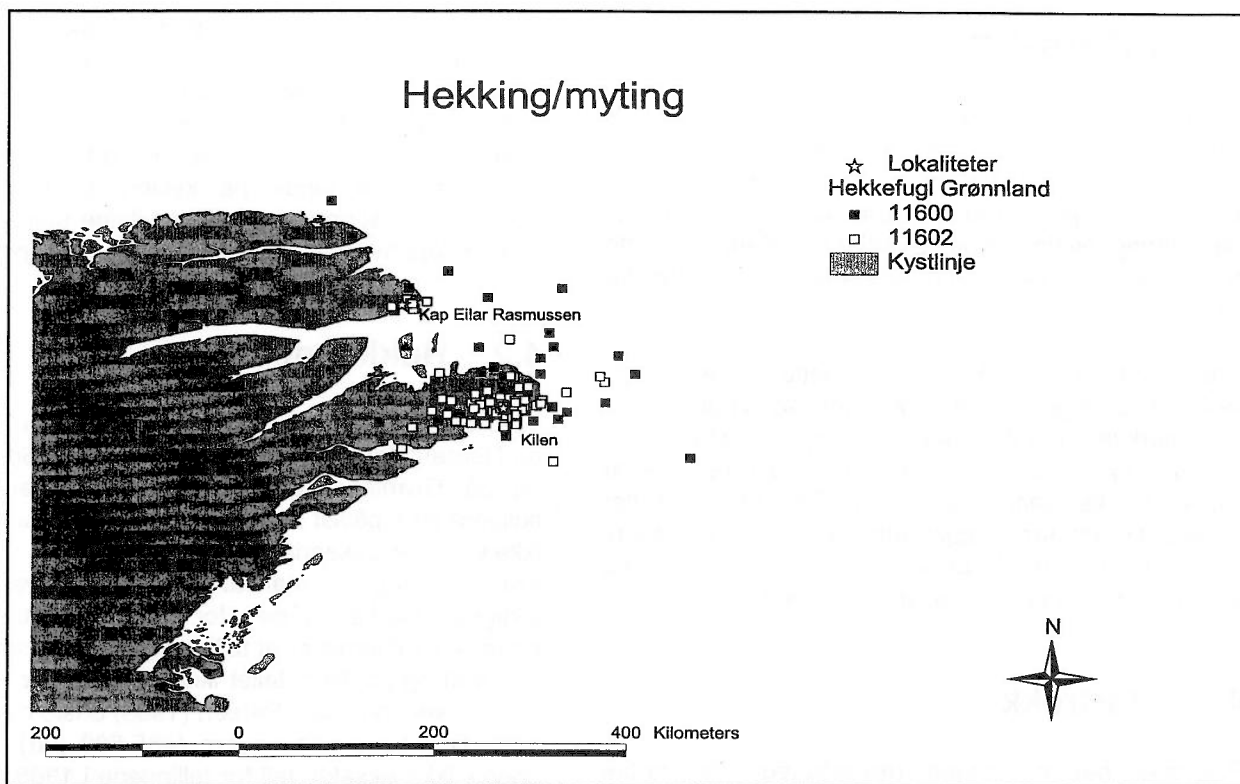 Hekking/myting
Lokaliteter
Hekkefugl Grønnland
11600
11602
Kystlinje
Kap Eilar Rasmussen
Kilen
N
200 0 200 400 Kilometers